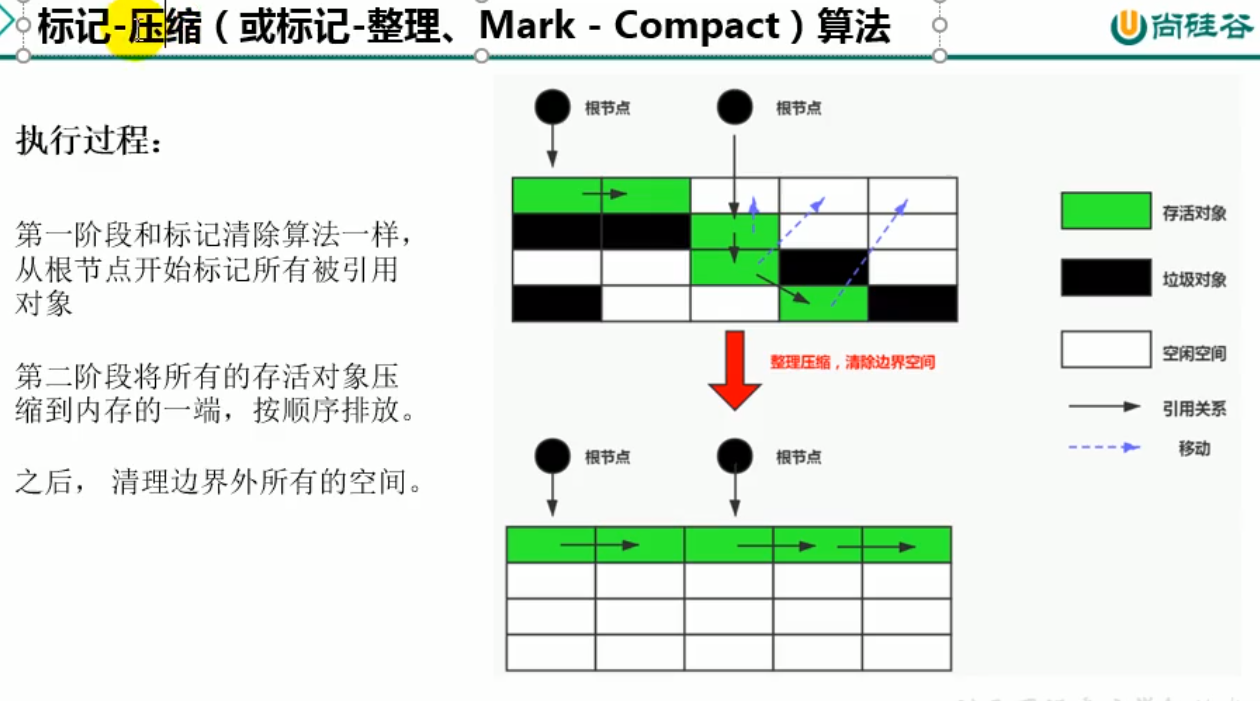 标记-压缩（或标记-整理、Mark - Compact）算法
尚硅谷
执行过程：
第一阶段和标记清除算法一样，
从根节点开始标记所有被引用
对象
第二阶段将所有的存活对象压
缩到内存的一端，按顺序排放。
之后， 清理边界外所有的空间。
根节点
根节点
整理压缩，清除边界空间
根节点
根节点
存活对象
垃圾对象
空闲空间
引用关系
移动